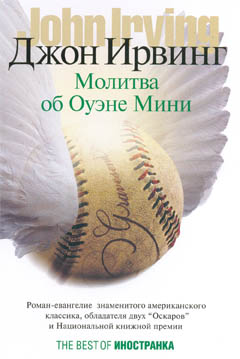 John Irving
Джон Ирвинг
Молитва
об Оуэне Мини
Роман-евангелие знаменитого американского
классика, обладателя двух "Оскаров"
и Национальной книжной премии
THE BEST OF ИНОСТРАНКА